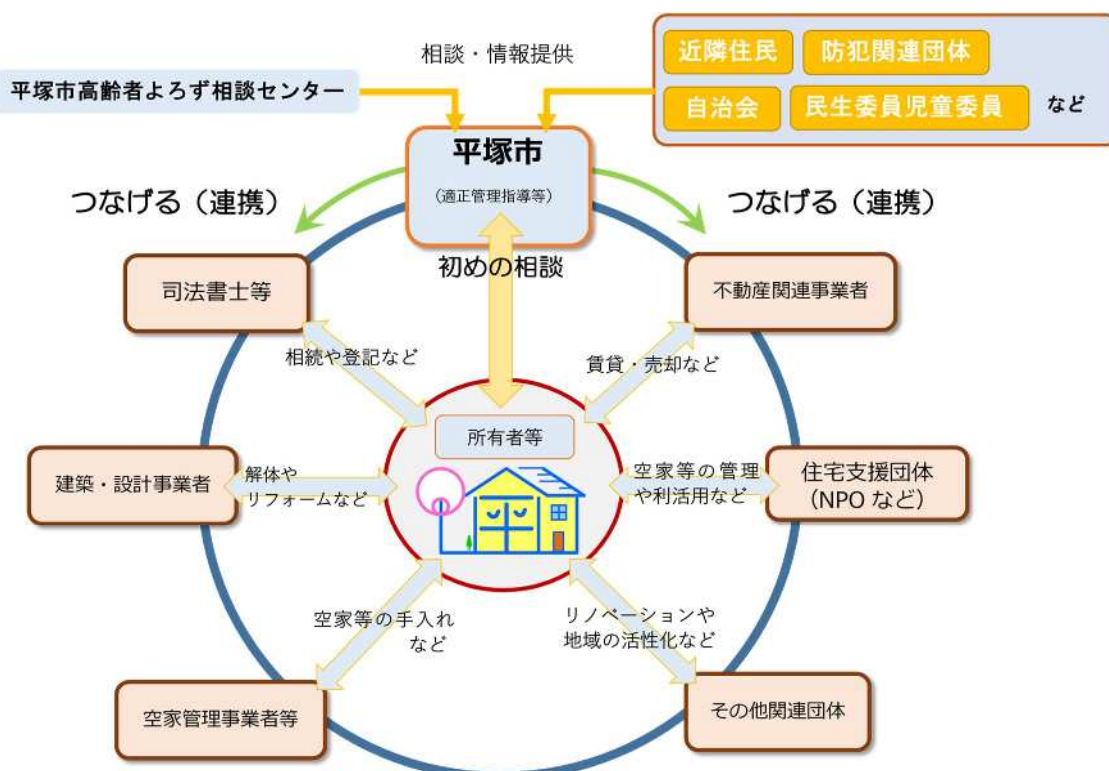 相談・情報提供
近隣住民
防犯関連団体
平塚市高齢者よろず相談センター
自治会
民生委員児童委員
など
平塚市
（適正管理指導等）
つなげる（連携）
つなげる（連携）
初めの相談
司法書士等
不動産関連事業者
相続や登記など
賃貸・売却など
所有者等
建築・設計事業者
解体や
リフォームなど
空家等の管理
や利活用など
住宅支援団体
（NPO など）
空家等の手入れ
など
リノベーションや
地域の活性化など
空家管理事業者等
その他関連団体